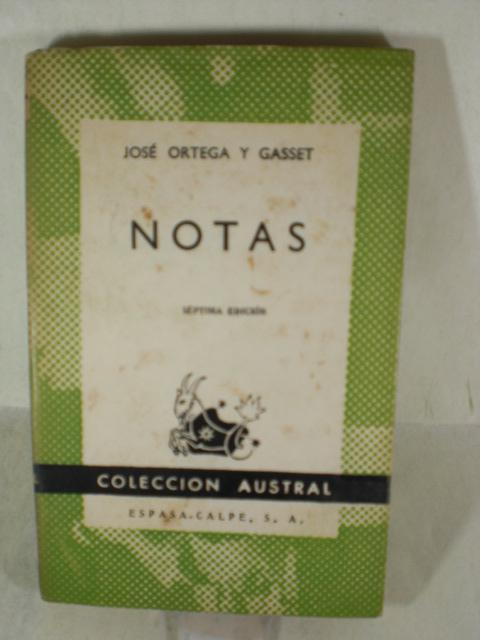 JOSÉ ORTEGA Y GASSET
NOTAS
SÉPTIMA EDICIÓN
COLECCION AUSTRAL
ESPASA-CALPE, S. A.